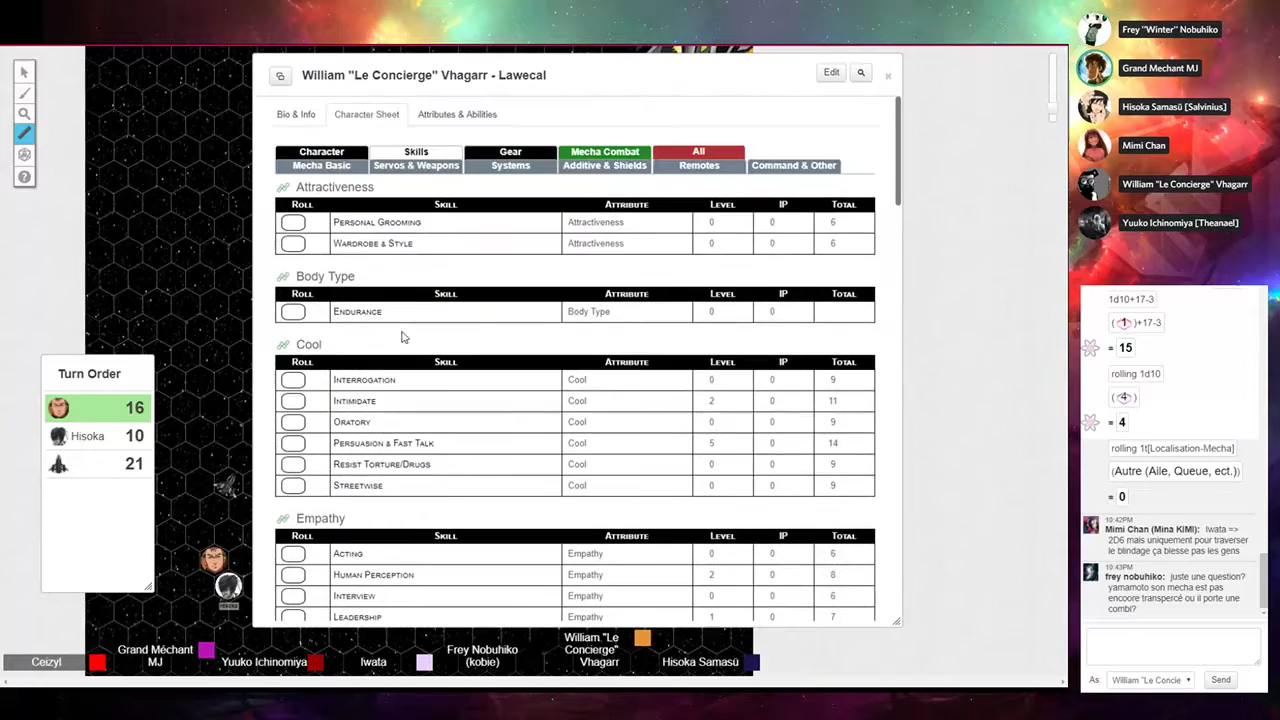 William "Le Concierge" Vhagarr - Lawecal
Edit
Bio & Info
Character Sheet
Attributes & Abilities
Character
Skills
Gear
Mecha Combat
All
Mecha Basic
Servos & Weapons
Systems
Additive & Shields
Remotes
Command & Other
Attractiveness
ROLL SKILL ATTRIBUTE LEVEL IP TOTAL
PERSONAL GROOMING Attractiveness 0 0 6
WARDROBE & STYLE Attractiveness 0 0 6
Body Type
ROLL SKILL ATTRIBUTE LEVEL IP TOTAL
ENDURANCE Body Type 0 0
Cool
ROLL SKILL ATTRIBUTE LEVEL IP TOTAL
INTERROGATION Cool 0 0 9
INTIMIDATE Cool 2 0 11
ORATORY Cool 0 0 9
PERSUASION & FAST TALK Cool 5 0 14
RESIST TORTURE/DRUGS Cool 0 0 9
STREETWISE Cool 0 0 9
Empathy
ROLL SKILL ATTRIBUTE LEVEL IP TOTAL
ACTING Empathy 0 0 6
HUMAN PERCEPTION Empathy 2 0 8
INTERVIEW Empathy 0 0 6
LEADERSHIP Empathy 1 0 7
Turn Order
16
Hisoka 10
21
Ceizyl
Grand Méchant
MJ
Yuuko Ichinomiya
Iwata
Frey Nobuhiko
(kobie)
William "Le
Concierge"
Vhagarr
Hisoka Samasü
Frey "Winter" Nobuhiko
Grand Mechant MJ
Hisoka Samasü [Salvinius]
Mimi Chan
William "Le Concierge" Vhagarr
Yuuko Ichinomiya [Theanael]
1d10+17-3
(1)+17-3
= 15
rolling 1d10
(4)
= 4
rolling 1t[Localisation-Mecha]
(Autre (Aile, Queue, ect.))
= 0
10:42PM
Mimi Chan (Mina KIMI): Iwata =>
2D6 mais uniquement pour traverser
le blindage ça blesse pas les gens
10:43PM
frey nobuhiko: juste une question?
yamamoto son mecha est pas
encoore transpercé ou il porte une
combi?
As: William "Le Concie
Send